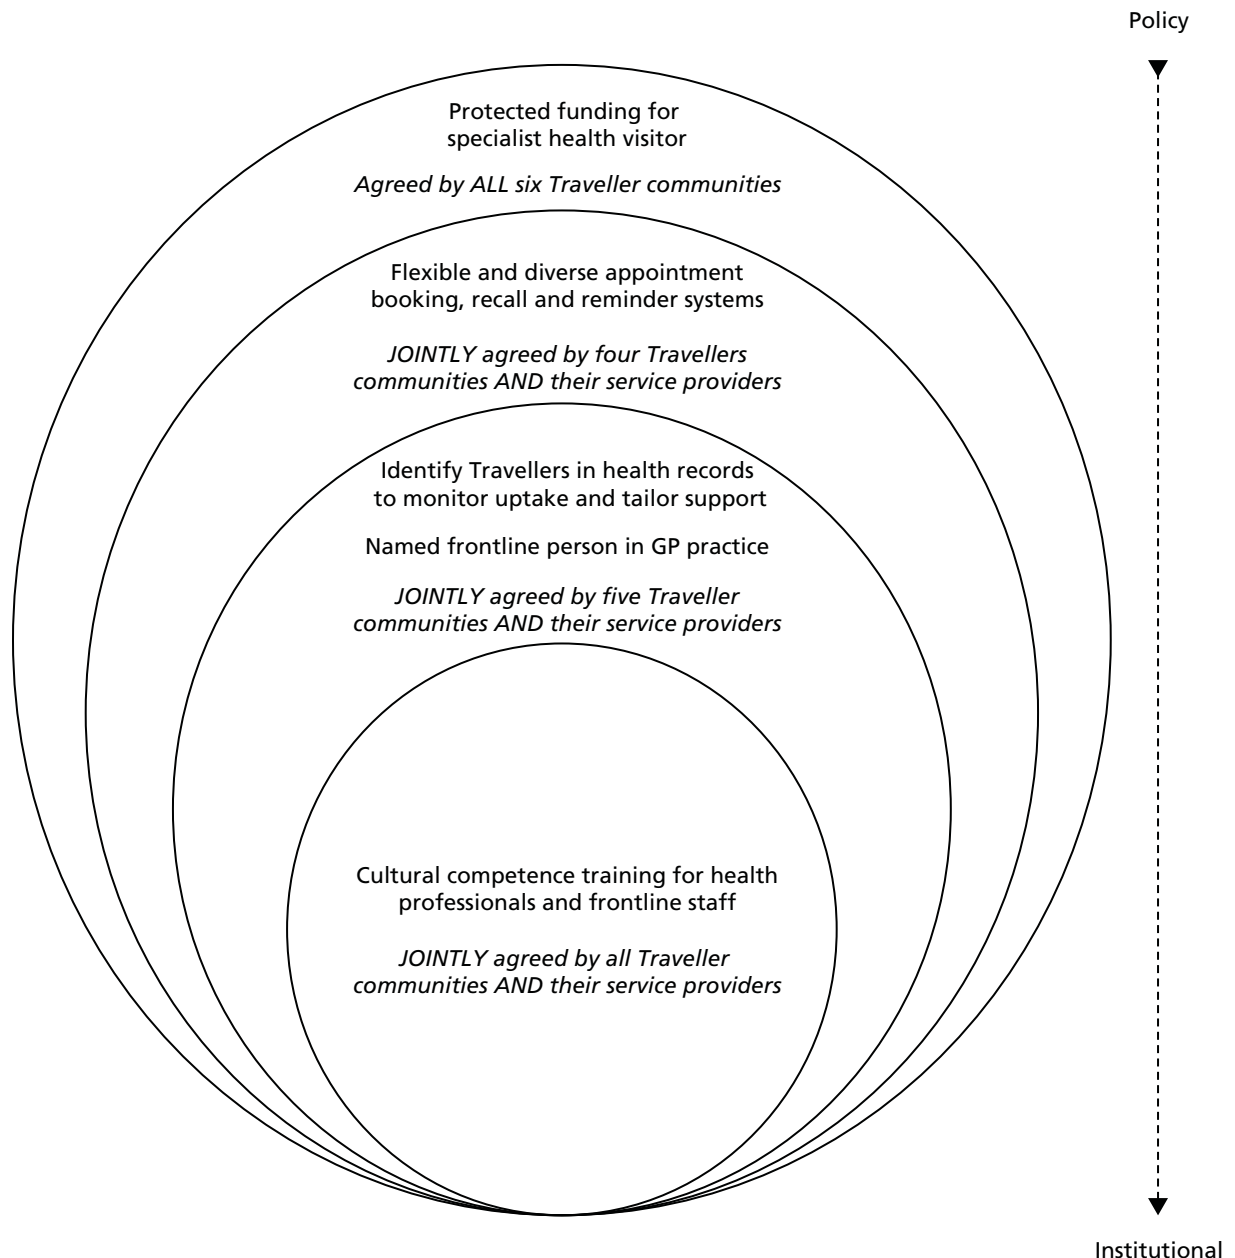 Policy
Protected funding for
specialist health visitor
Agreed by ALL six Traveller communities
Flexible and diverse appointment
booking, recall and reminder systems
JOINTLY agreed by four Travellers
communities AND their service providers
Identify Travellers in health records
to monitor uptake and tailor support
Named frontline person in GP practice
JOINTLY agreed by five Traveller
communities AND their service providers
Cultural competence training for health
professionals and frontline staff
JOINTLY agreed by all Traveller
communities AND their service providers
Institutional